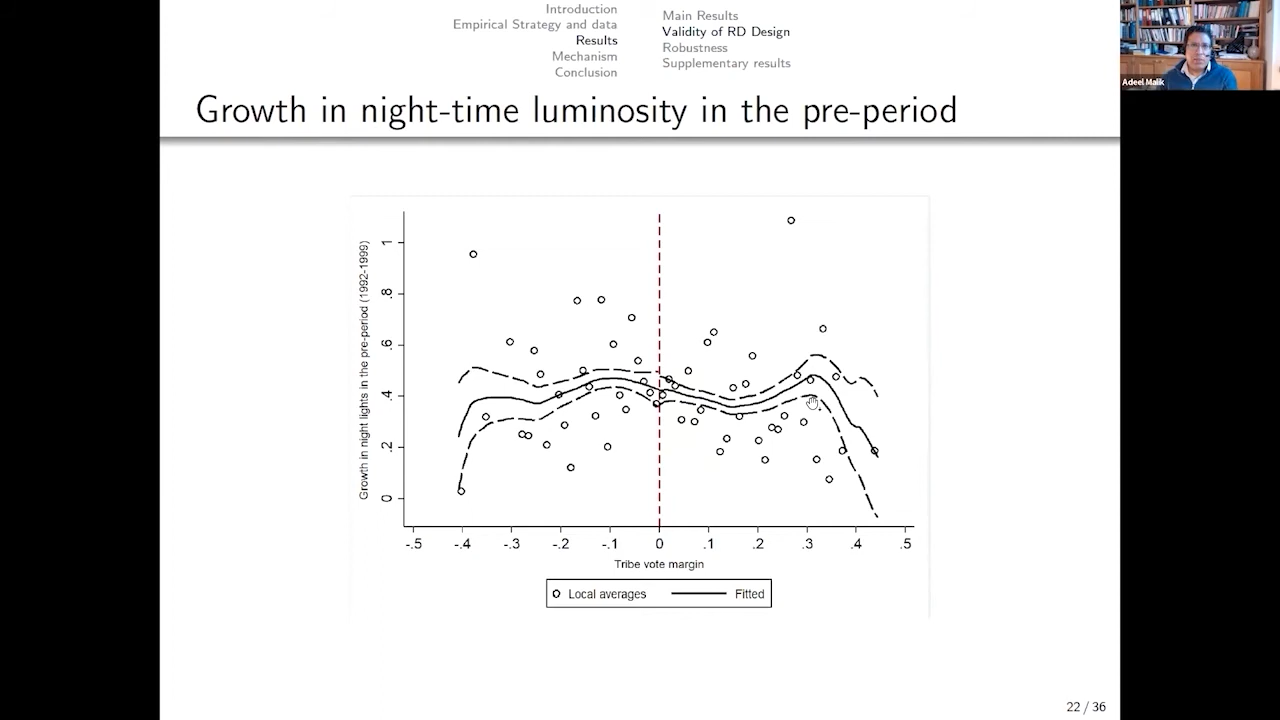 Introduction
Empirical Strategy and data
Results
Mechanism
Conclusion
Main Results
Validity of RD Design
Robustness
Supplementary results
Adeel Malik
Growth in night-time luminosity in the pre-period
Growth in night lights in the pre-period (1992-1999)
1
.8
.6
.4
.2
0
-.5 -.4 -.3 -.2 -.1 0 .1 .2 .3 .4 .5
Tribe vote margin
Local averages Fitted
22 / 36